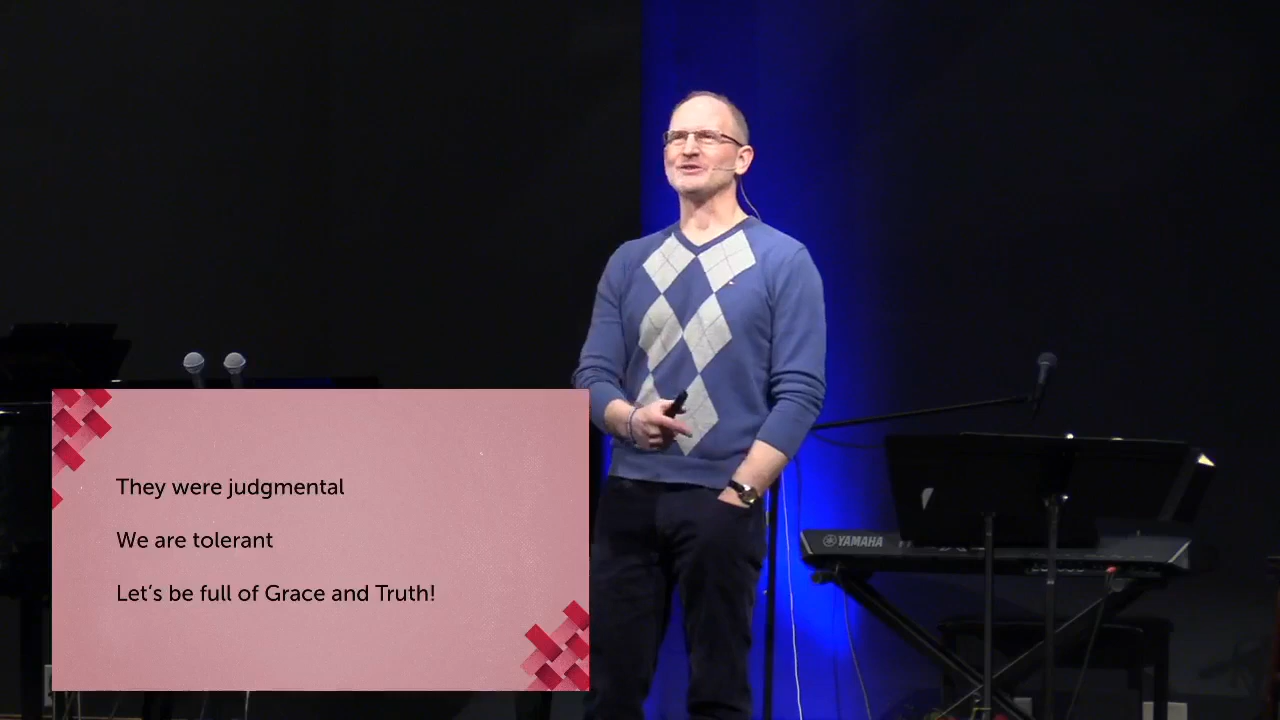 They were judgmental
We are tolerant
Let's be full of Grace and Truth!
YAMAHA